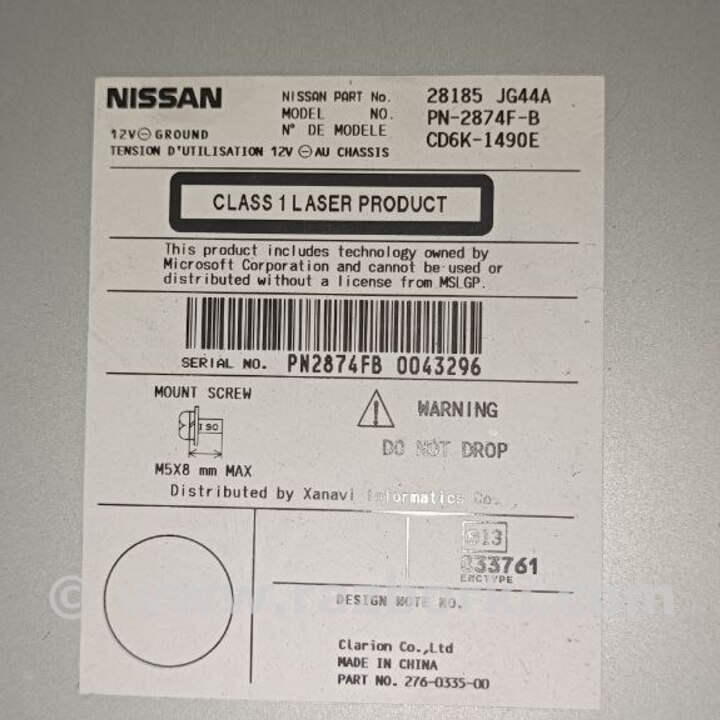 NISSAN
NISSAN PART No. 28185 JG44A
MODEL NO. PN-2874F-B
N° DE MODELE CD6K-1490E
12V⊖GROUND
TENSION D'UTILISATION 12V ⊖AU CHASSIS
CLASS 1 LASER PRODUCT
This product includes technology owned by
Microsoft Corporation and cannot be used or
distributed without a license from MSLGP.
SERIAL NO. PN2874FB 0043296
MOUNT SCREW
ISO
M5X8 mm MAX
WARNING
DO NOT DROP
Distributed by Xanavi Informatics Co.
e13
033761
EMCTYPE
DESIGN NOTE NO.
Clarion Co.,Ltd
MADE IN CHINA
PART NO. 276-0335-00